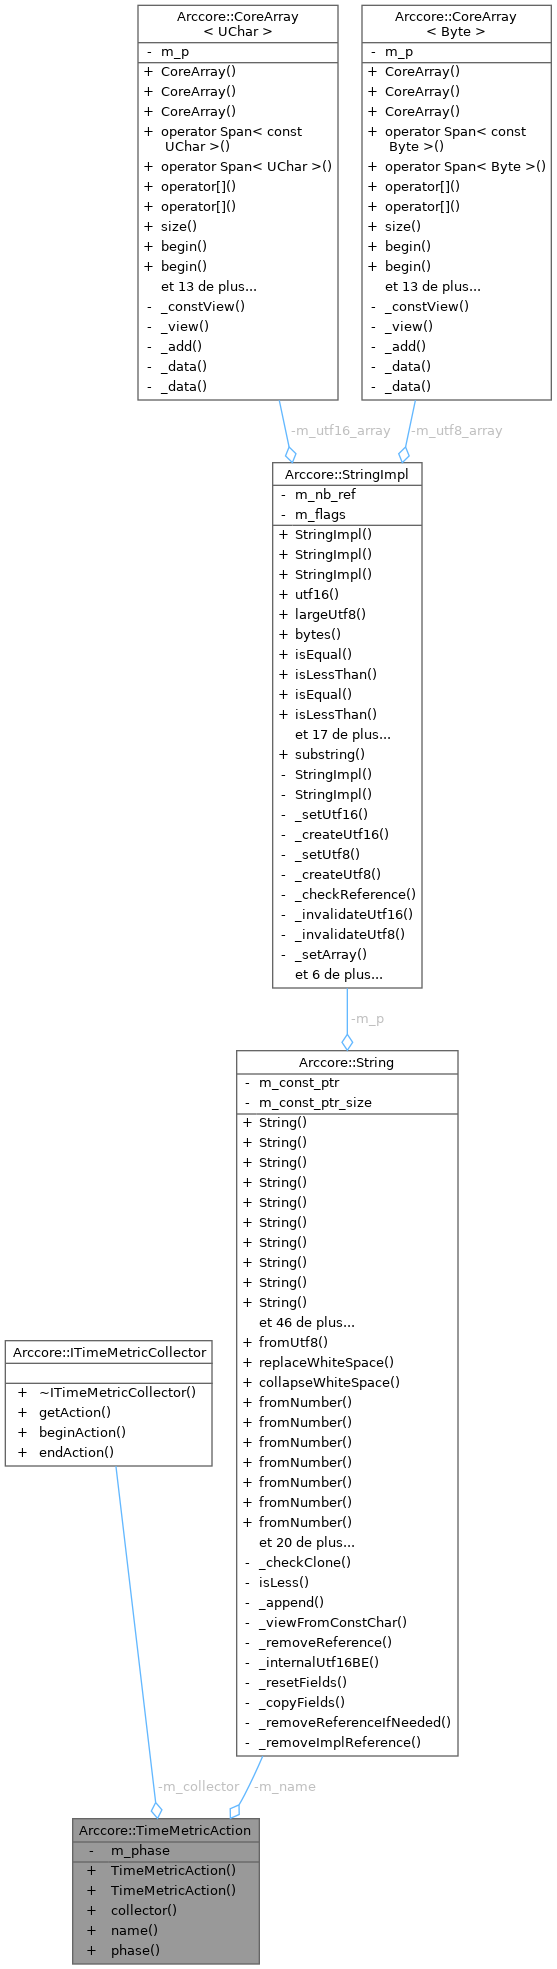 Arccore::CoreArray
< UChar >
- m_p
+ CoreArray()
+ CoreArray()
+ CoreArray()
+ operator Span< const
UChar >()
+ operator Span< UChar >()
+ operator[]()
+ operator[]()
+ size()
+ begin()
+ begin()
et 13 de plus...
- _constView()
- _view()
- _add()
- _data()
- _data()
Arccore::CoreArray
< Byte >
- m_p
+ CoreArray()
+ CoreArray()
+ CoreArray()
+ operator Span< const
Byte >()
+ operator Span< Byte >()
+ operator[]()
+ operator[]()
+ size()
+ begin()
+ begin()
et 13 de plus...
- _constView()
- _view()
- _add()
- _data()
- _data()
-m_utf16_array
-m_utf8_array
Arccore::StringImpl
- m_nb_ref
- m_flags
+ StringImpl()
+ StringImpl()
+ StringImpl()
+ utf16()
+ largeUtf8()
+ bytes()
+ isEqual()
+ isLessThan()
+ isEqual()
+ isLessThan()
et 17 de plus...
+ substring()
- StringImpl()
- StringImpl()
- _setUtf16()
- _createUtf16()
- _setUtf8()
- _createUtf8()
- _checkReference()
- _invalidateUtf16()
- _invalidateUtf8()
- _setArray()
et 6 de plus...
-m_p
Arccore::String
- m_const_ptr
- m_const_ptr_size
+ String()
+ String()
+ String()
+ String()
+ String()
+ String()
+ String()
+ String()
+ String()
+ String()
et 46 de plus...
+ fromUtf8()
+ replaceWhiteSpace()
+ collapseWhiteSpace()
+ fromNumber()
+ fromNumber()
+ fromNumber()
+ fromNumber()
+ fromNumber()
+ fromNumber()
+ fromNumber()
et 20 de plus...
- _checkClone()
- isLess()
- _append()
- _viewFromConstChar()
- _removeReference()
- _internalUtf16BE()
- _resetFields()
- _copyFields()
- _removeReferenceIfNeeded()
- _removeImplReference()
Arccore::ITimeMetricCollector
+ ~ITimeMetricCollector()
+ getAction()
+ beginAction()
+ endAction()
-m_collector
-m_name
Arccore::TimeMetricAction
- m_phase
+ TimeMetricAction()
+ TimeMetricAction()
+ collector()
+ name()
+ phase()